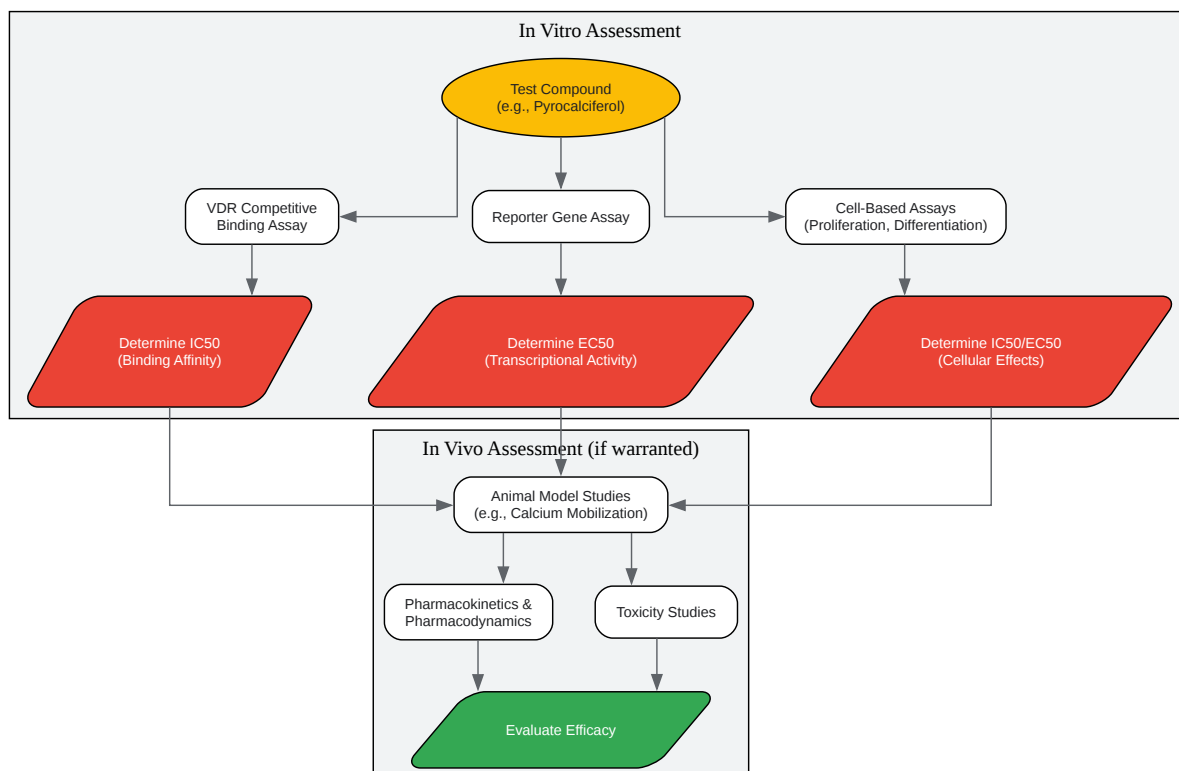 In Vitro Assessment
Test Compound
(e.g., Pyrocalciferol)
VDR Competitive
Binding Assay
Reporter Gene Assay
Cell-Based Assays
(Proliferation, Differentiation)
Determine IC50
(Binding Affinity)
Determine EC50
(Transcriptional Activity)
Determine IC50/EC50
(Cellular Effects)
In Vivo Assessment (if warranted)
Animal Model Studies
(e.g., Calcium Mobilization)
Pharmacokinetics &
Pharmacodynamics
Toxicity Studies
Evaluate Efficacy